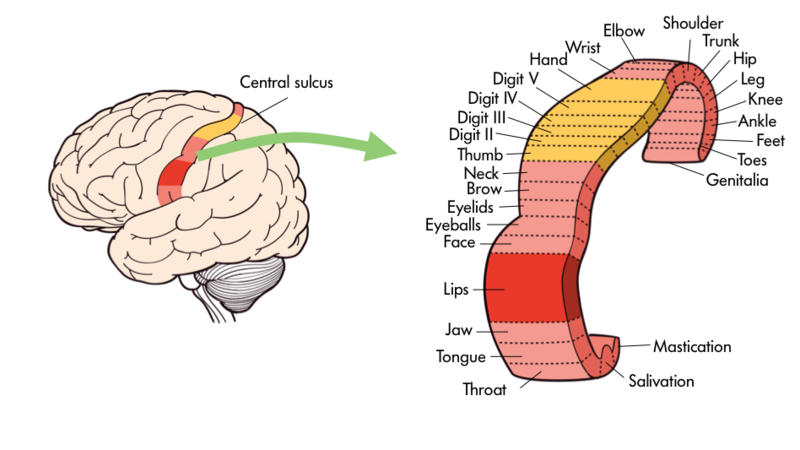 Central sulcus
Shoulder
Elbow
Trunk
Wrist
Hip
Hand
Leg
Digit V
Knee
Digit IV
Ankle
Digit III
Feet
Digit II
Toes
Thumb
Genitalia
Neck
Brow
Eyelids
Eyeballs
Face
Lips
Jaw
Mastication
Tongue
Salivation
Throat